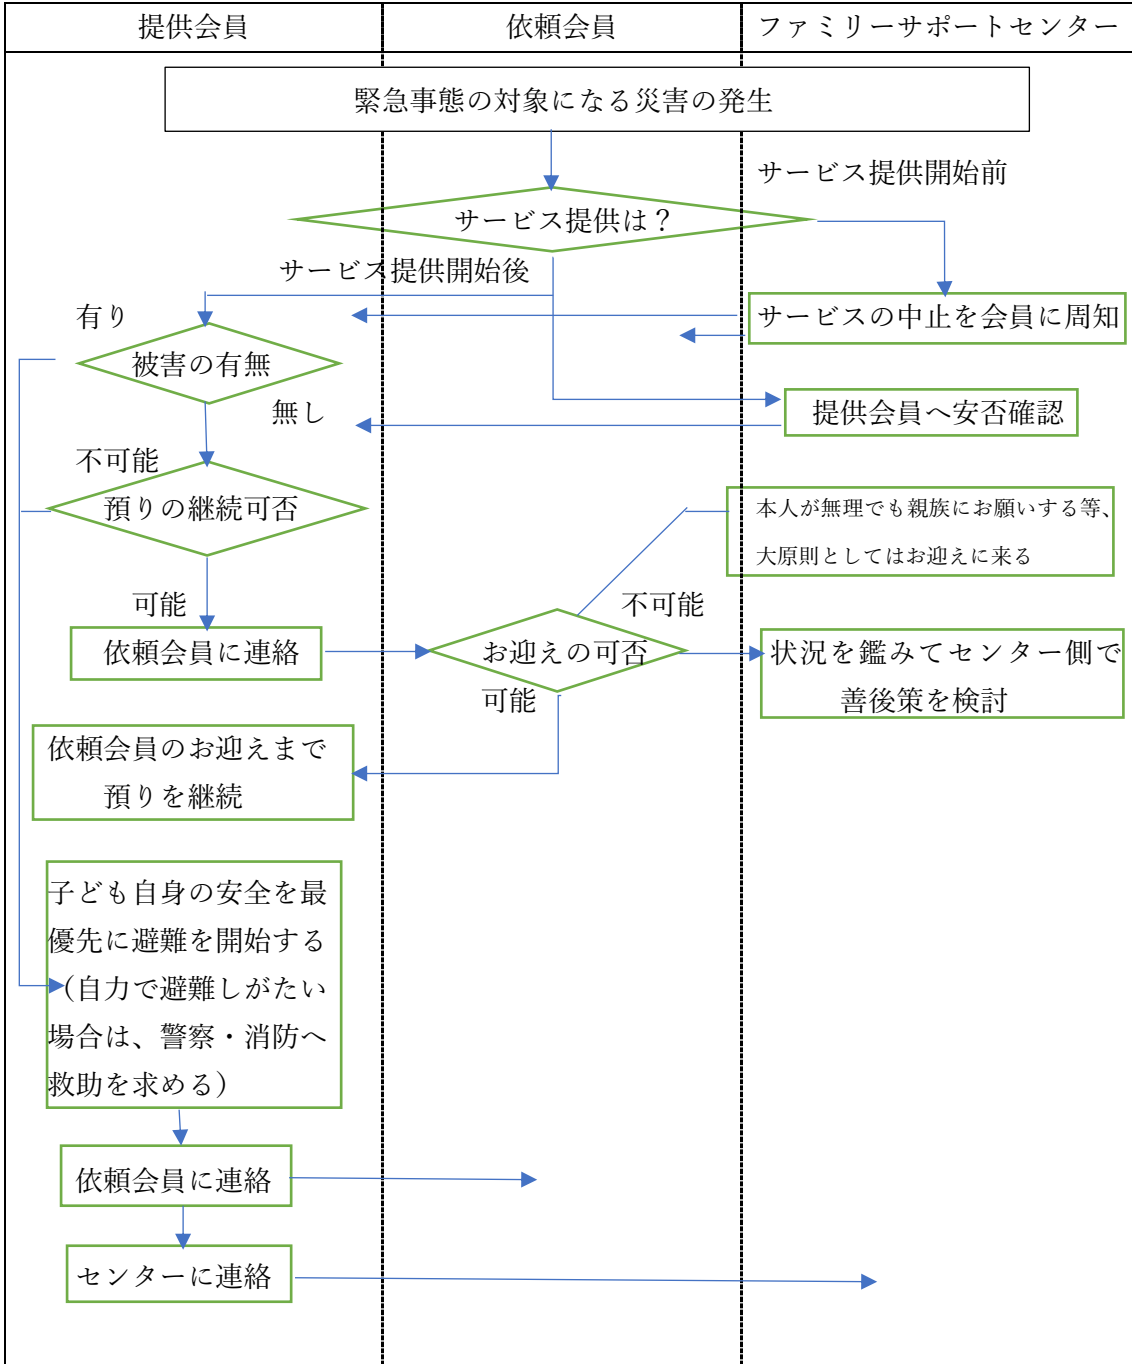 提供会員
依頼会員
ファミリーサポートセンター
緊急事態の対象になる災害の発生
サービス提供開始前
サービス提供は？
サービス提供開始後
有り
サービスの中止を会員に周知
被害の有無
無し
提供会員へ安否確認
不可能
預りの継続可否
本人が無理でも親族にお願いする等、
大原則としてはお迎えに来る
可能
不可能
依頼会員に連絡
お迎えの可否
状況を鑑みてセンター側で
善後策を検討
可能
依頼会員のお迎えまで
預りを継続
子ども自身の安全を最
優先に避難を開始する
（自力で避難しがたい
場合は、警察・消防へ
救助を求める）
依頼会員に連絡
センターに連絡